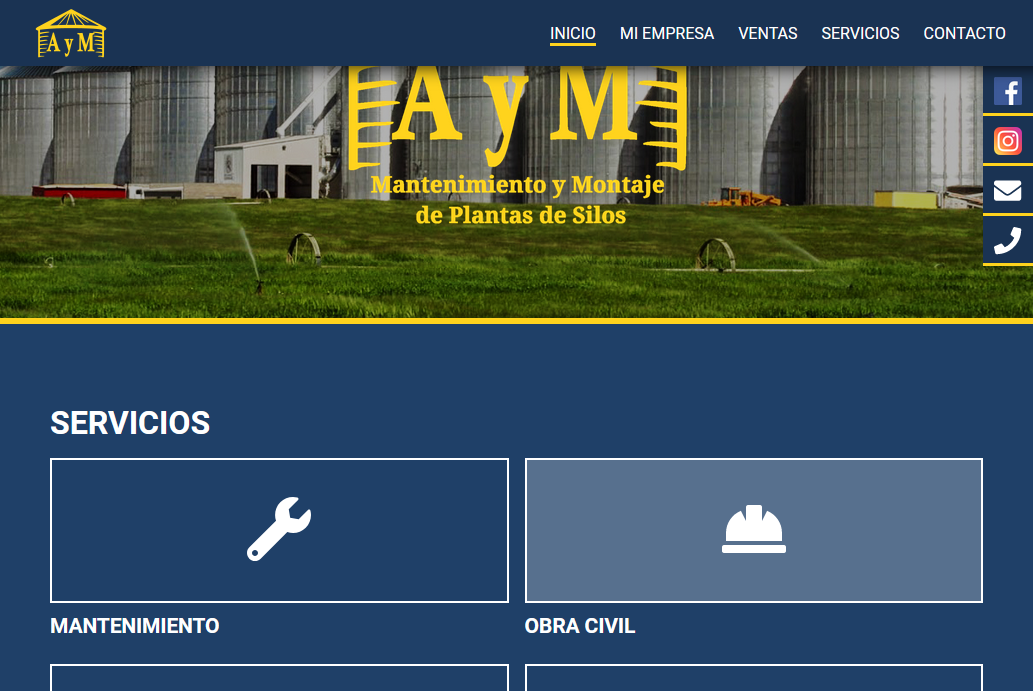 A y M
INICIO
MI EMPRESA
VENTAS
SERVICIOS
CONTACTO
A y M
Mantenimiento y Montaje
de Plantas de Silos
SERVICIOS
MANTENIMIENTO
OBRA CIVIL